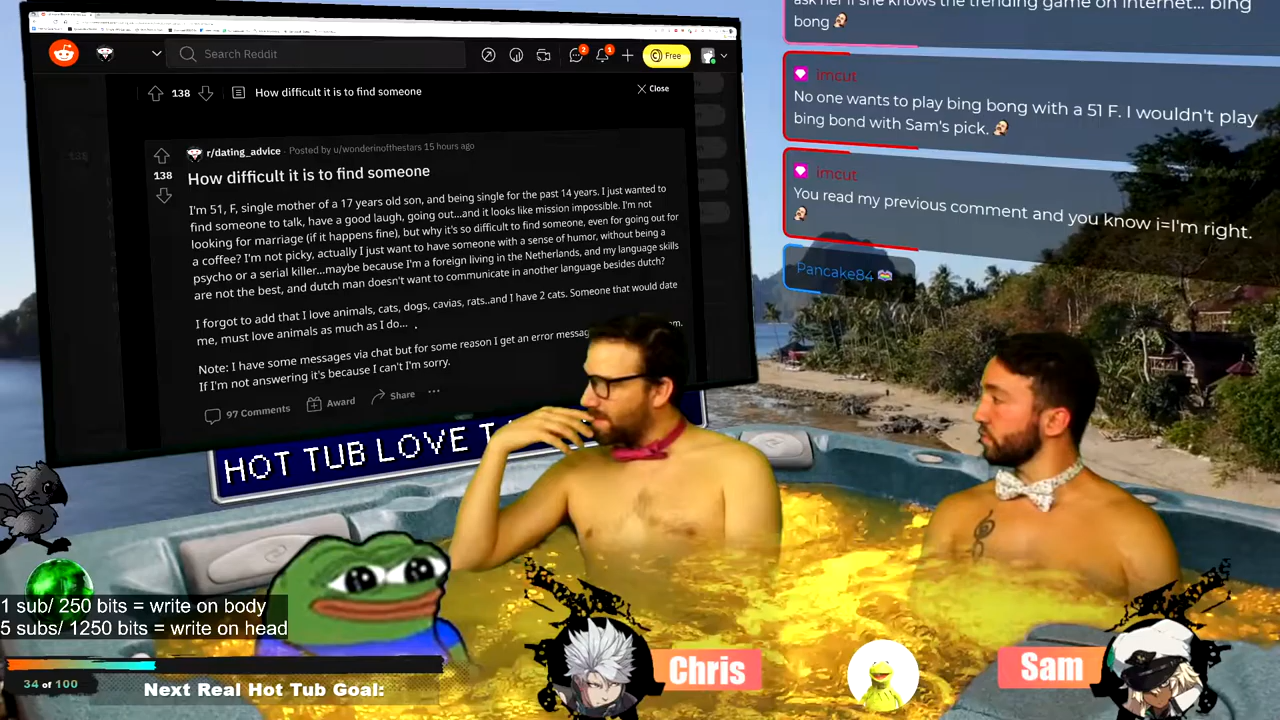 Search Reddit
2
1
Free
138
How difficult it is to find someone
Close
r/dating_advice · Posted by u/wonderinofthestars 15 hours ago
138
How difficult it is to find someone
I'm 51, F, single mother of a 17 years old son, and being single for the past 14 years. I just wanted to
find someone to talk, have a good laugh, going out...and it looks like mission impossible. I'm not
looking for marriage (if it happens fine), but why it's so difficult to find someone, even for going out for
a coffee? I'm not picky, actually I just want to have someone with a sense of humor, without being a
psycho or a serial killer...maybe because I'm a foreign living in the Netherlands, and my language skills
are not the best, and dutch man doesn't want to communicate in another language besides dutch?
I forgot to add that I love animals, cats, dogs, cavias, rats..and I have 2 cats. Someone that would date
me, must love animals as much as I do...
Note: I have some messages via chat but for some reason I get an error
If I'm not answering it's because I can't I'm sorry.
97 Comments
Award
Share
ask her if she knows the trending game on internet... bing
bong
imcut
No one wants to play bing bong with a 51 F. I wouldn't play
bing bond with Sam's pick.
imcut
You read my previous comment and you know i=I'm right.
Pancake84
HOT TUB LOVE
1 sub/ 250 bits = write on body
5 subs/ 1250 bits = write on head
34 of 100
Next Real Hot Tub Goal:
Chris
Sam